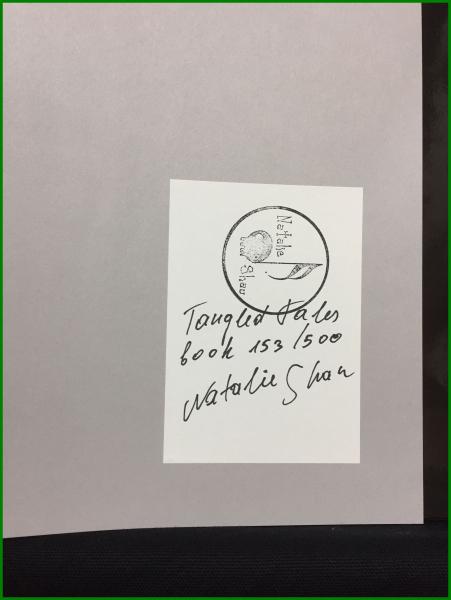 Natalie
Shau
Tangled Tales
book 153/500
Natalie Shau